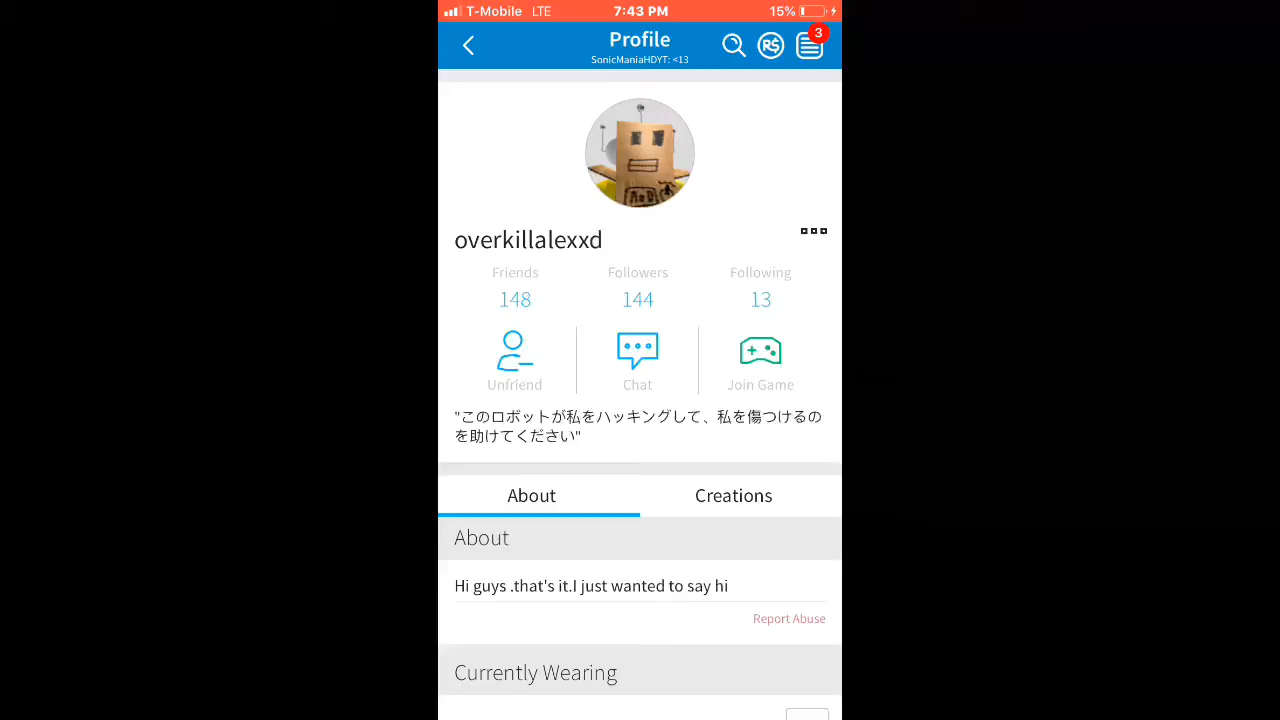 T-Mobile LTE 7:43 PM 15%
Profile
SonicManiaHDYT: <13
R$
3
overkillalexxd
Friends Followers Following
148 144 13
Unfriend Chat Join Game
"このロボットが私をハッキングして、私を傷つけるの
を助けてください"
About Creations
About
Hi guys .that's it.I just wanted to say hi
Report Abuse
Currently Wearing